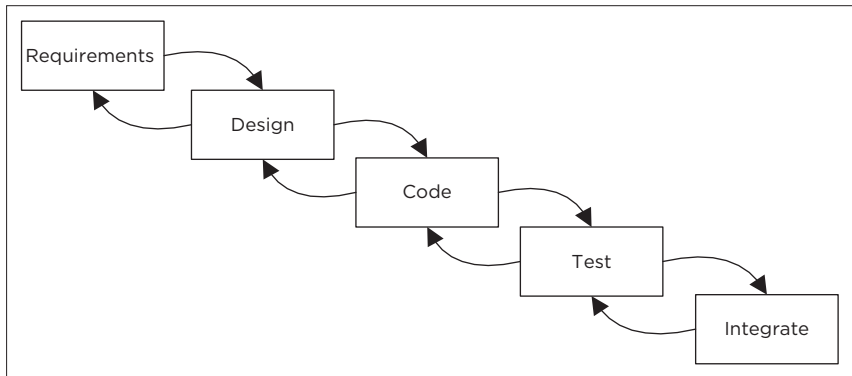 Requirements
Design
Code
Test
Integrate